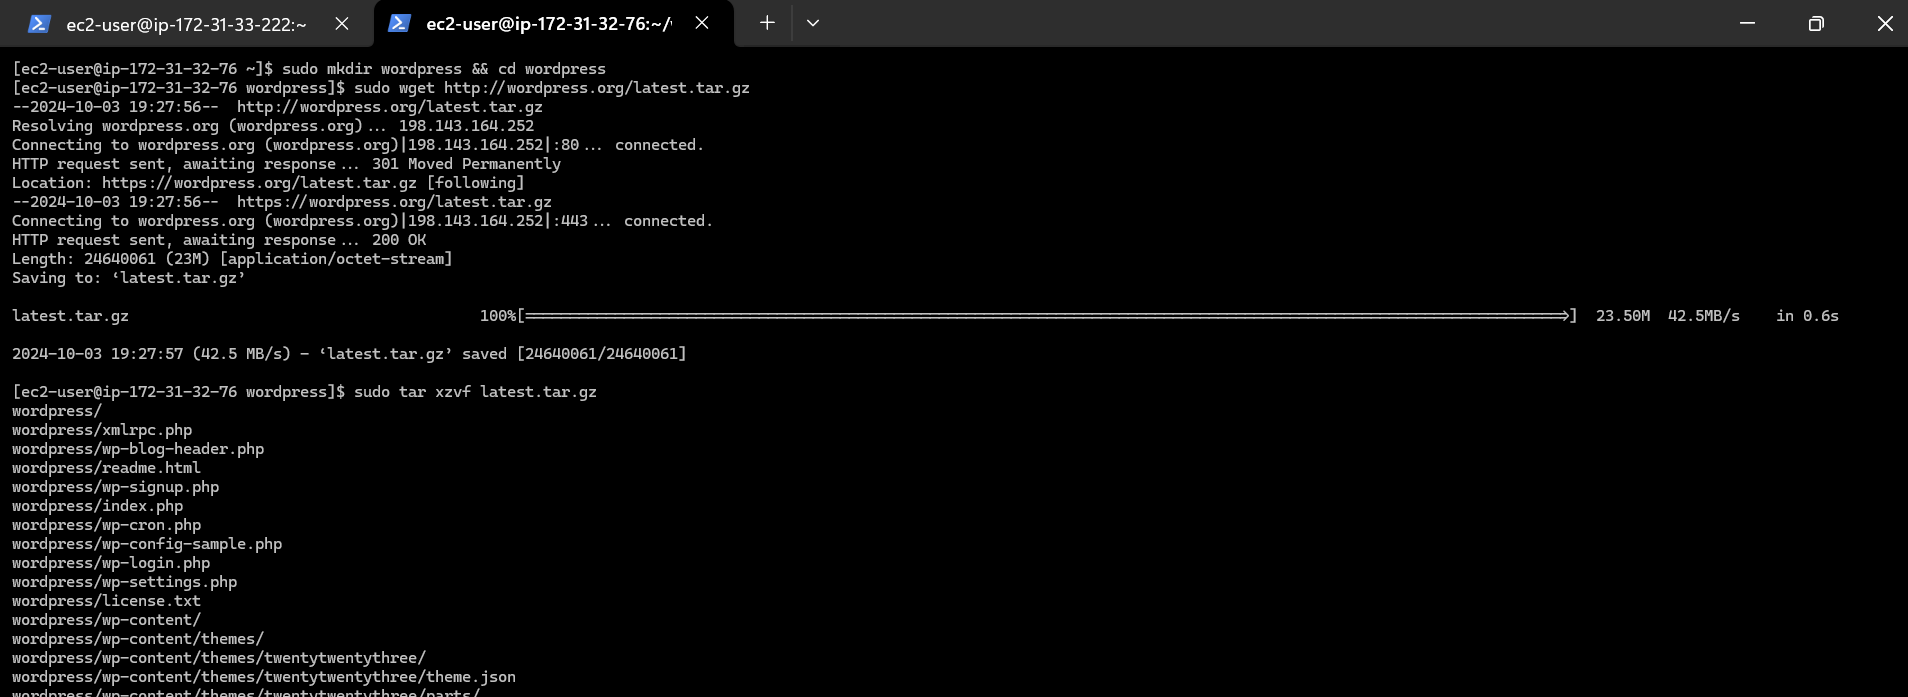 ec2-user@ip-172-31-33-222:~
ec2-user@ip-172-31-32-76:~/
[ec2-user@ip-172-31-32-76 ~]$ sudo mkdir wordpress && cd wordpress
[ec2-user@ip-172-31-32-76 wordpress]$ sudo wget http://wordpress.org/latest.tar.gz
--2024-10-03 19:27:56--  http://wordpress.org/latest.tar.gz
Resolving wordpress.org (wordpress.org)... 198.143.164.252
Connecting to wordpress.org (wordpress.org)|198.143.164.252|:80... connected.
HTTP request sent, awaiting response... 301 Moved Permanently
Location: https://wordpress.org/latest.tar.gz [following]
--2024-10-03 19:27:56--  https://wordpress.org/latest.tar.gz
Connecting to wordpress.org (wordpress.org)|198.143.164.252|:443... connected.
HTTP request sent, awaiting response... 200 OK
Length: 24640061 (23M) [application/octet-stream]
Saving to: ‘latest.tar.gz’
latest.tar.gz 100%[===================>] 23.50M 42.5MB/s in 0.6s
2024-10-03 19:27:57 (42.5 MB/s) - ‘latest.tar.gz’ saved [24640061/24640061]
[ec2-user@ip-172-31-32-76 wordpress]$ sudo tar xzvf latest.tar.gz
wordpress/
wordpress/xmlrpc.php
wordpress/wp-blog-header.php
wordpress/readme.html
wordpress/wp-signup.php
wordpress/index.php
wordpress/wp-cron.php
wordpress/wp-config-sample.php
wordpress/wp-login.php
wordpress/wp-settings.php
wordpress/license.txt
wordpress/wp-content/
wordpress/wp-content/themes/
wordpress/wp-content/themes/twentytwentythree/
wordpress/wp-content/themes/twentytwentythree/theme.json
wordpress/wp-content/themes/twentytwentythree/parts/